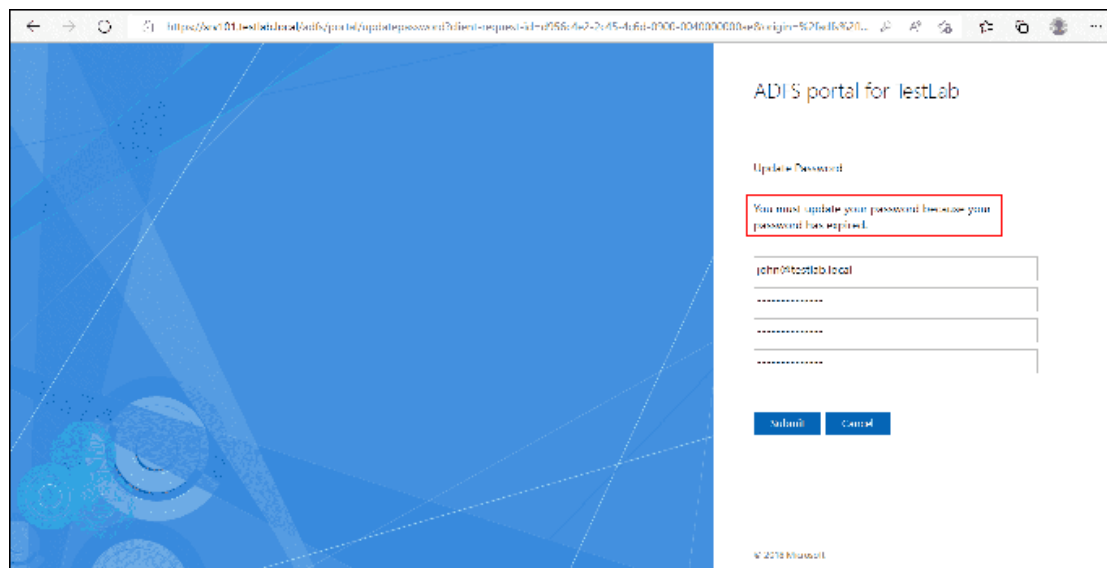 ADFS portal for TestLab
Update Password
You must update your password because your
password has expired.
john@testlab.local
Submit
Cancel
© 2018 Microsoft